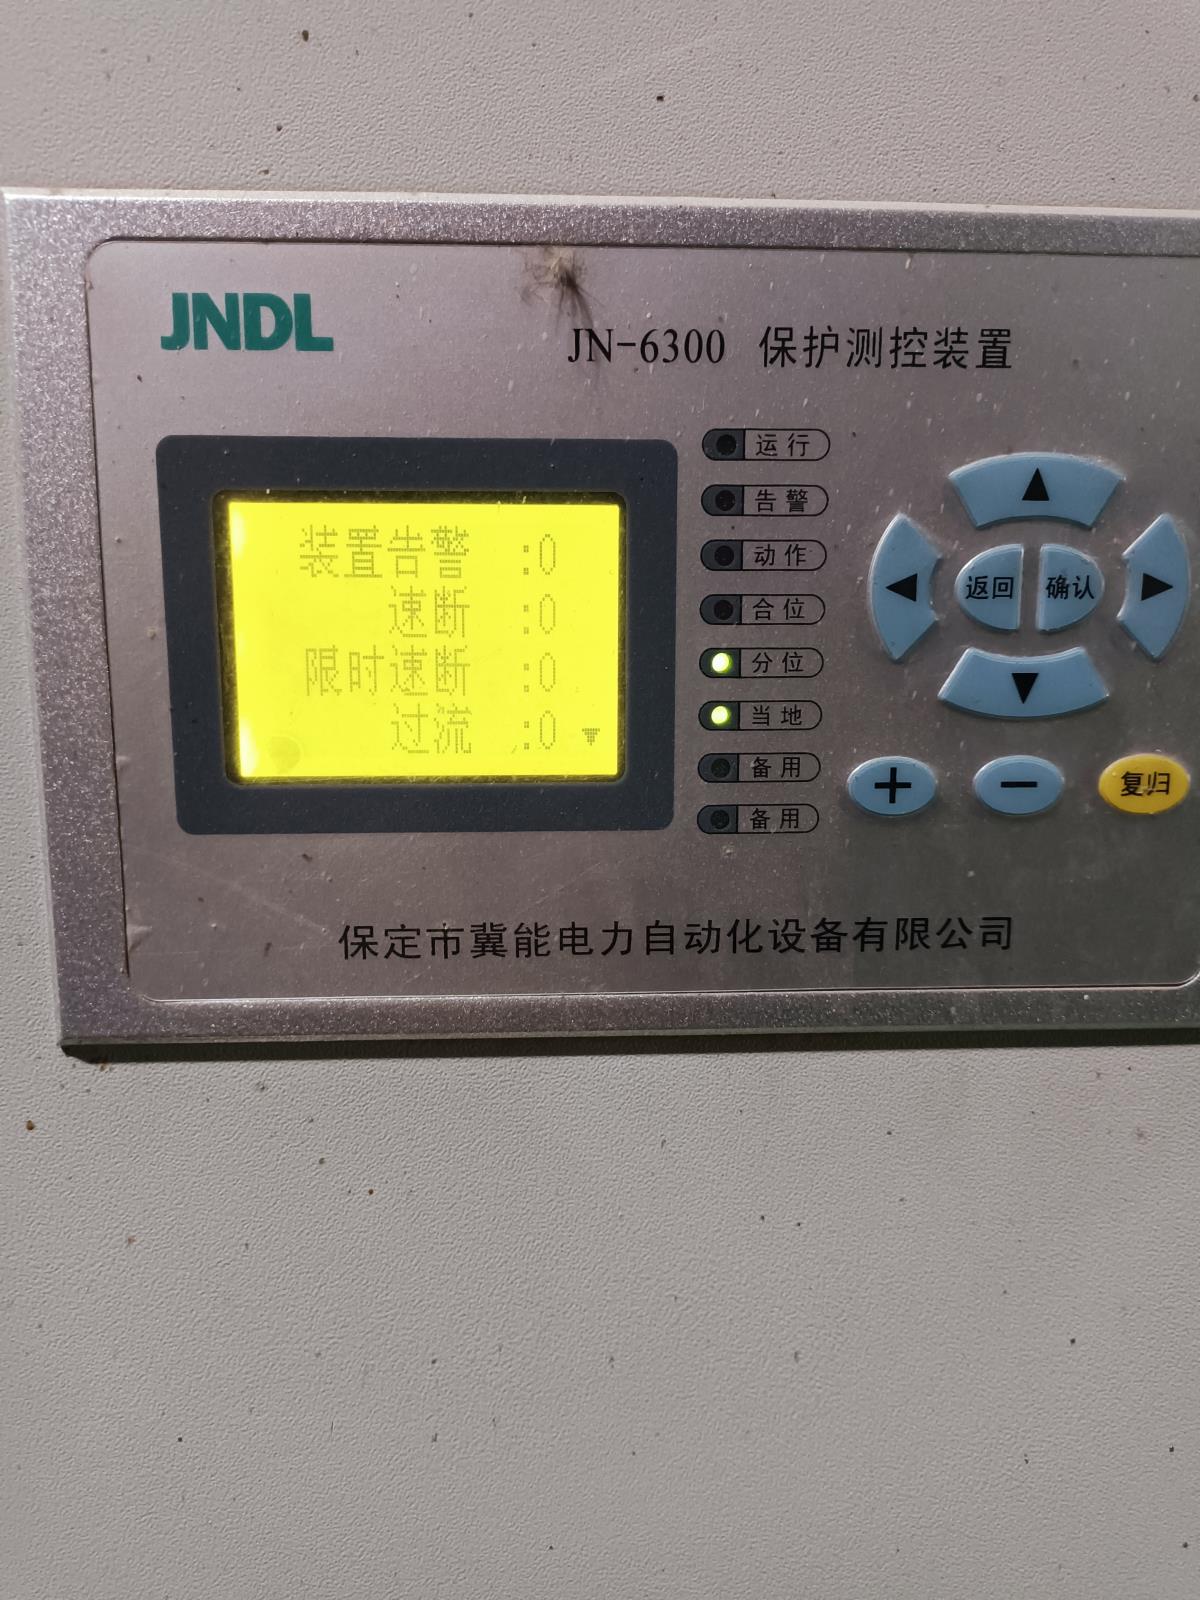 JNDL
JN-6300 保护测控装置
装置告警 :0
速断 :0
限时速断 :0
过流 :0
运行
告警
动作
合位
分位
当地
备用
备用
返回
确认
+
−
复归
保定市冀能电力自动化设备有限公司